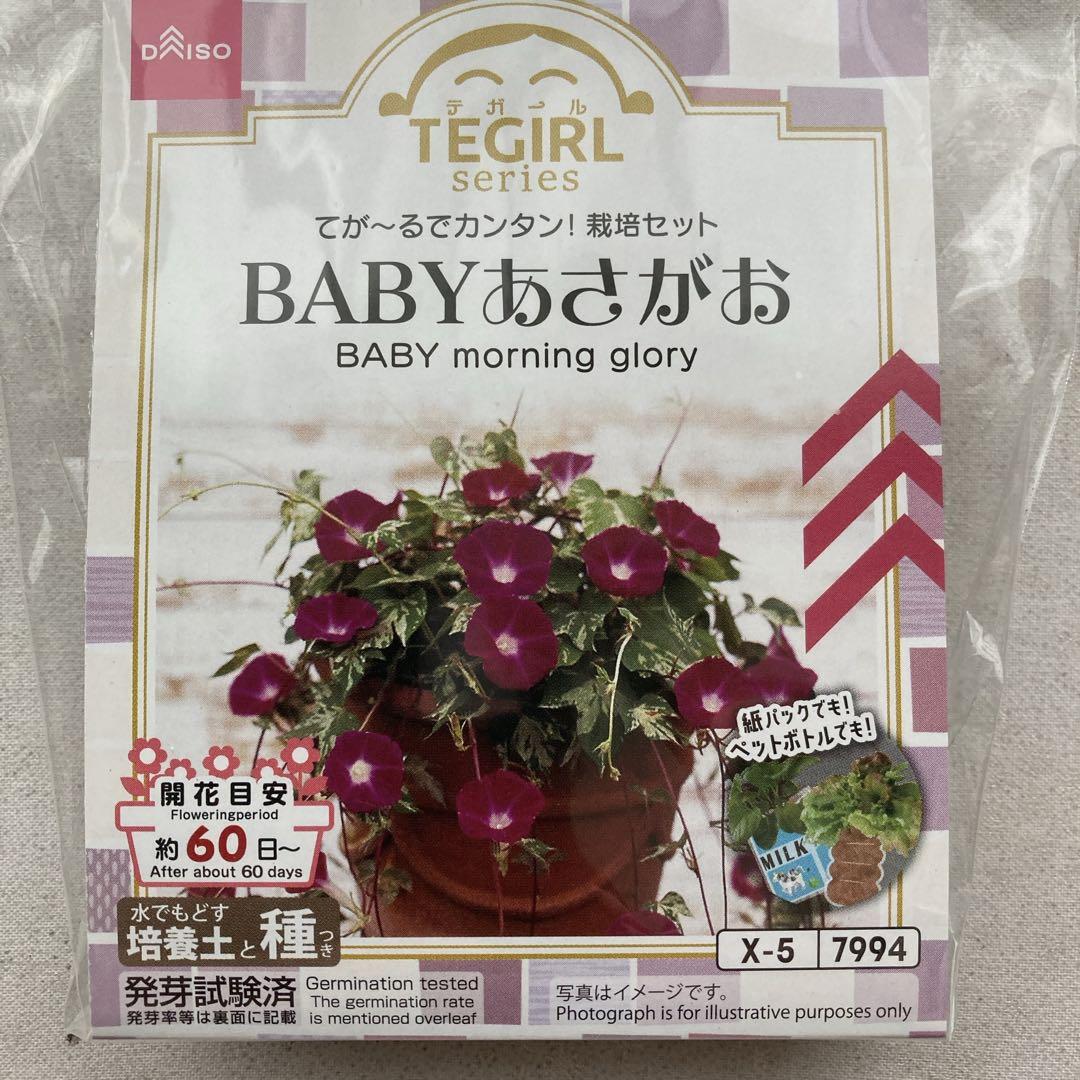 DAISO
テガール
TEGIRL
series
てが～るでカンタン! 栽培セット
BABYあさがお
BABY morning glory
紙パックでも!
ペットボトルでも!
MILK
開花目安
Floweringperiod
約60日～
After about 60 days
水でもどす
培養土と種つき
X-5 7994
発芽試験済
発芽率等は裏面に記載
Germination tested
The germination rate
is mentioned overleaf
写真はイメージです。
Photograph is for illustrative purposes only